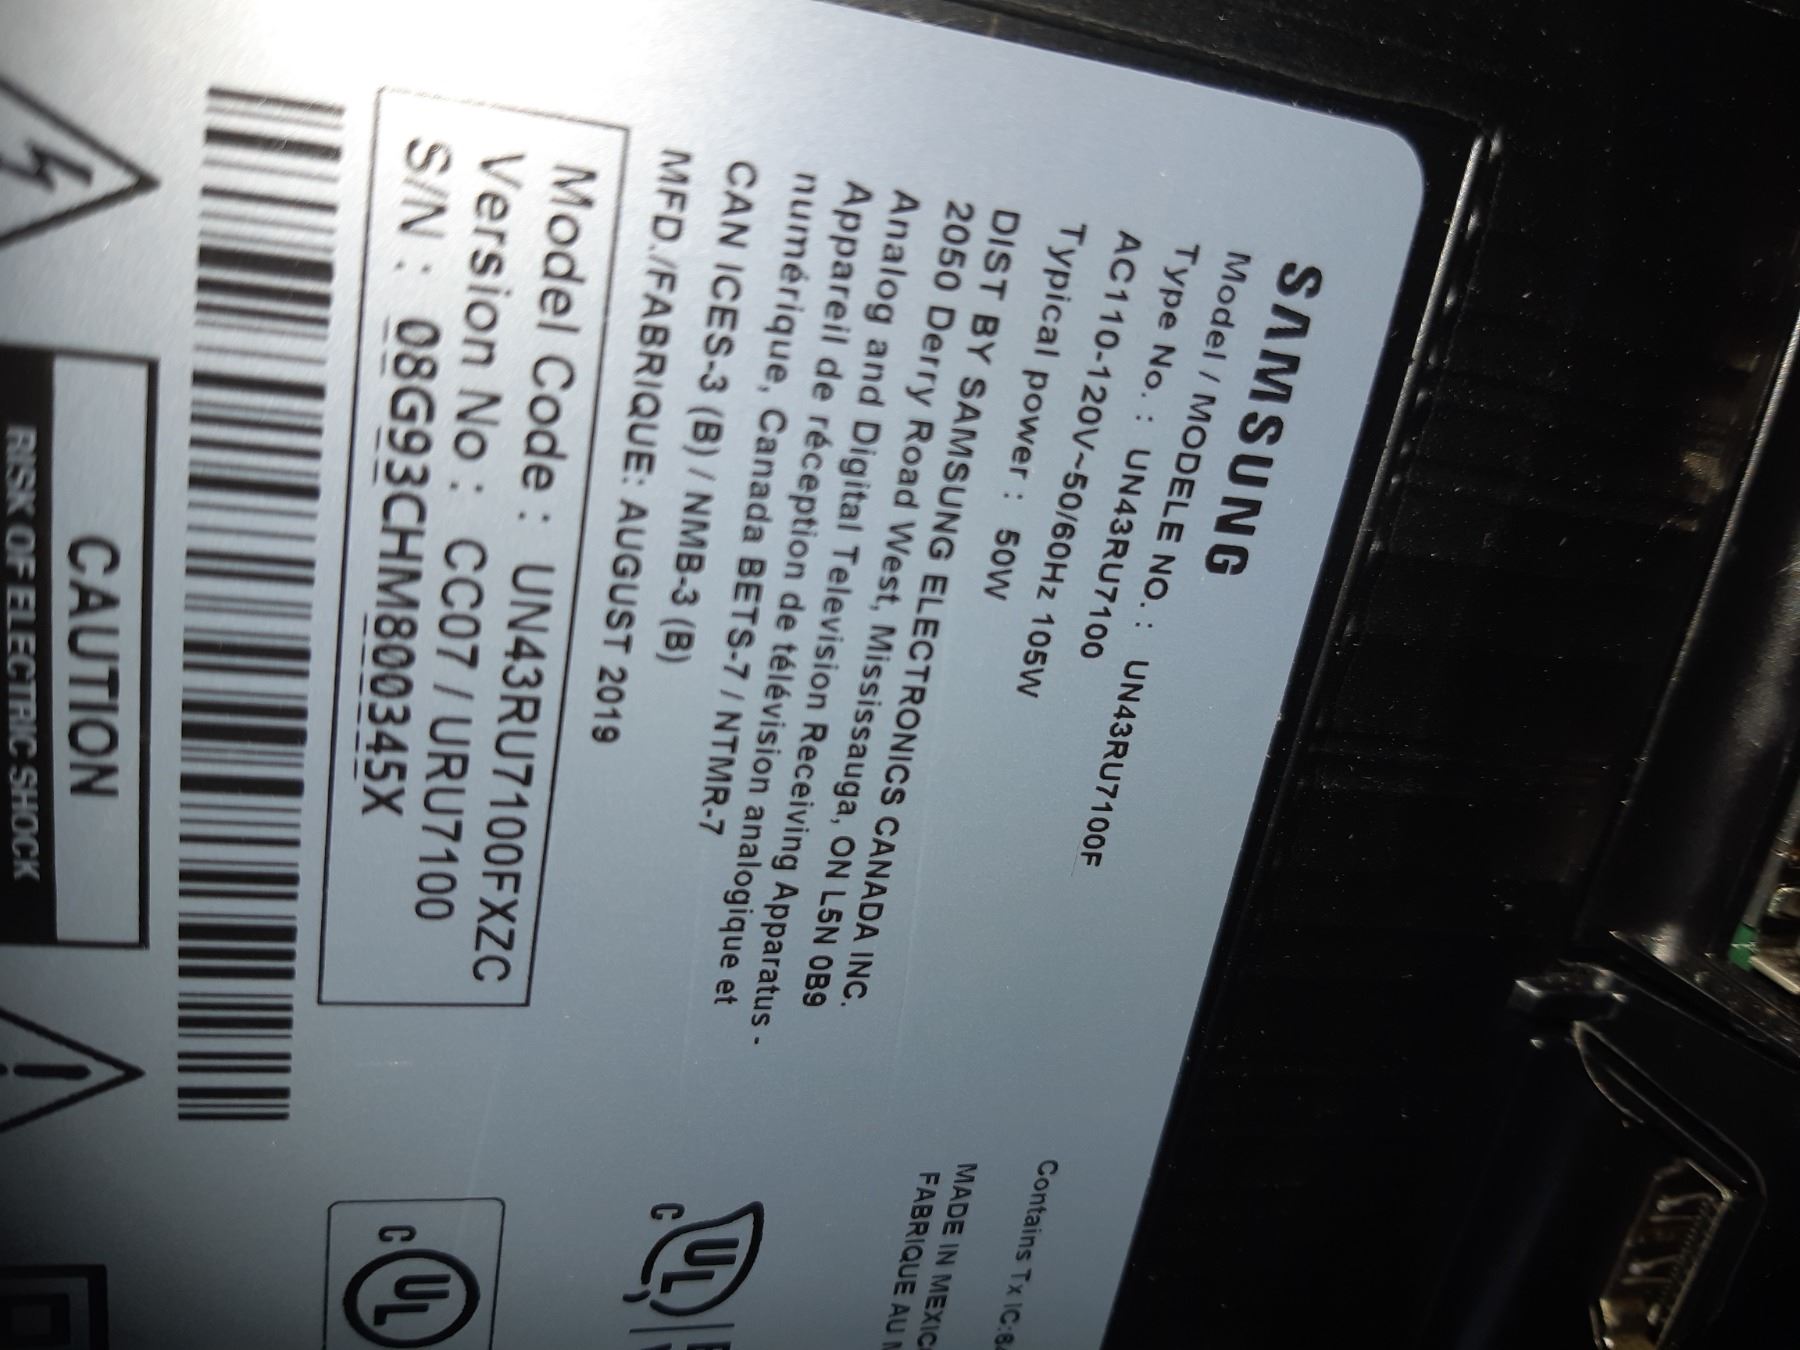 SAMSUNG
Model / MODELE NO. : UN43RU7100F
Type No. : UN43RU7100
AC110-120V~50/60Hz 105W
Typical power : 50W
DIST BY SAMSUNG ELECTRONICS CANADA INC.
2050 Derry Road West, Mississauga, ON L5N 0B9
Analog and Digital Television Receiving Apparatus -
Appareil de réception de télévision analogique et
numérique, Canada BETS-7 / NTMR-7
CAN ICES-3 (B) / NMB-3 (B)
MFD./FABRIQUE: AUGUST 2019
Model Code : UN43RU7100FXZC
Version No : CC07 / URU7100
S/N : 08G93CHM800345X
CAUTION
RISK OF ELECTRIC SHOCK
Contains Tx IC:
MADE IN
FABRIQUE AU
C UL
C UL